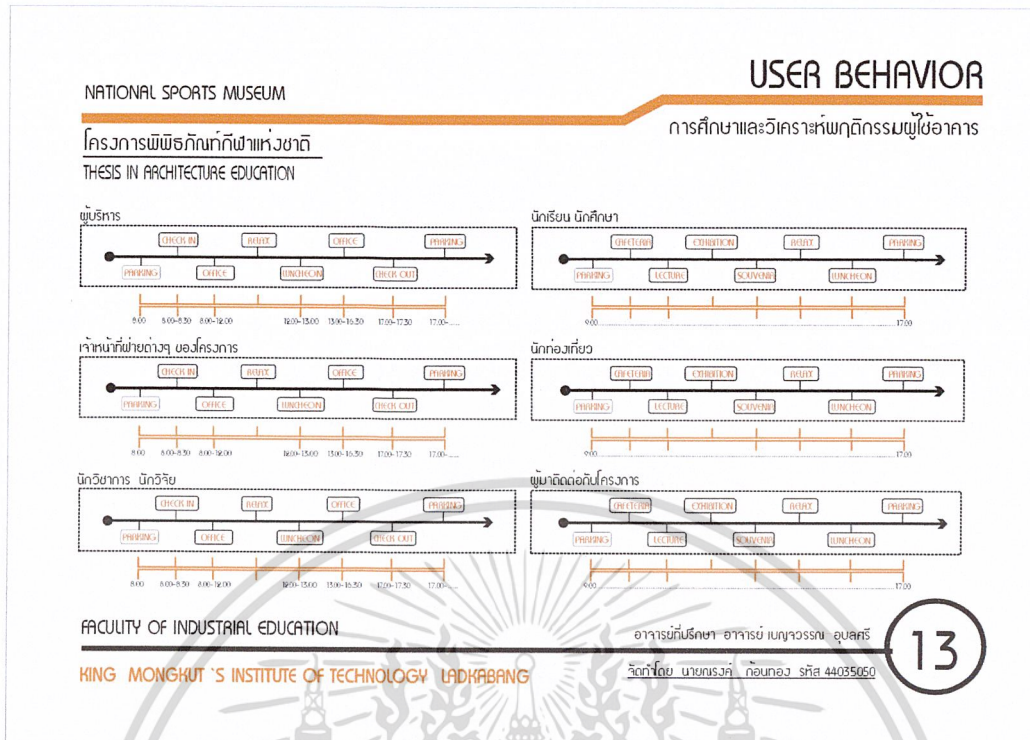 USER BEHAVIOR
NATIONAL SPORTS MUSEUM
การศึกษาและวิเคราะห์พฤติกรรมผู้ใช้อาคาร
โครงการพิพิธภัณฑ์กีฬาแห่งชาติ
THESIS IN ARCHITECTURE EDUCATION
ผู้บริหาร
CHECK IN RELAX OFFICE PARKING
PARKING OFFICE LUNCHEON CHECK OUT
8.00 8.00-8.30 8.00-12.00 12.00-13.00 13.00-16.30 17.00-17.30 17.00-.....
นักเรียน นักศึกษา
CAFETERIA EXHIBITION RELAX PARKING
PARKING LECTURE SOUVENIR LUNCHEON
9.00 17.00
เจ้าหน้าที่ฝ่ายต่างๆ ของโครงการ
CHECK IN RELAX OFFICE PARKING
PARKING OFFICE LUNCHEON CHECK OUT
8.00 8.00-8.30 8.00-12.00 12.00-13.00 13.00-16.30 17.00-17.30 17.00-.....
นักท่องเที่ยว
CAFETERIA EXHIBITION RELAX PARKING
PARKING LECTURE SOUVENIR LUNCHEON
9.00 17.00
นักวิชาการ นักวิจัย
CHECK IN RELAX OFFICE PARKING
PARKING OFFICE LUNCHEON CHECK OUT
8.00 8.00-8.30 8.00-12.00 12.00-13.00 13.00-16.30 17.00-17.30 17.00-.....
ผู้มาติดต่อกับโครงการ
CAFETERIA EXHIBITION RELAX PARKING
PARKING LECTURE SOUVENIR LUNCHEON
9.00 17.00
FACULITY OF INDUSTRIAL EDUCATION
อาจารย์ที่ปรึกษา อาจารย์ เบญจวรรณ อุบลศรี
13
KING MONGKUT 'S INSTITUTE OF TECHNOLOGY LADKABANG
จัดทำโดย นายณรงค์ ก้อนทอง รหัส 44035050